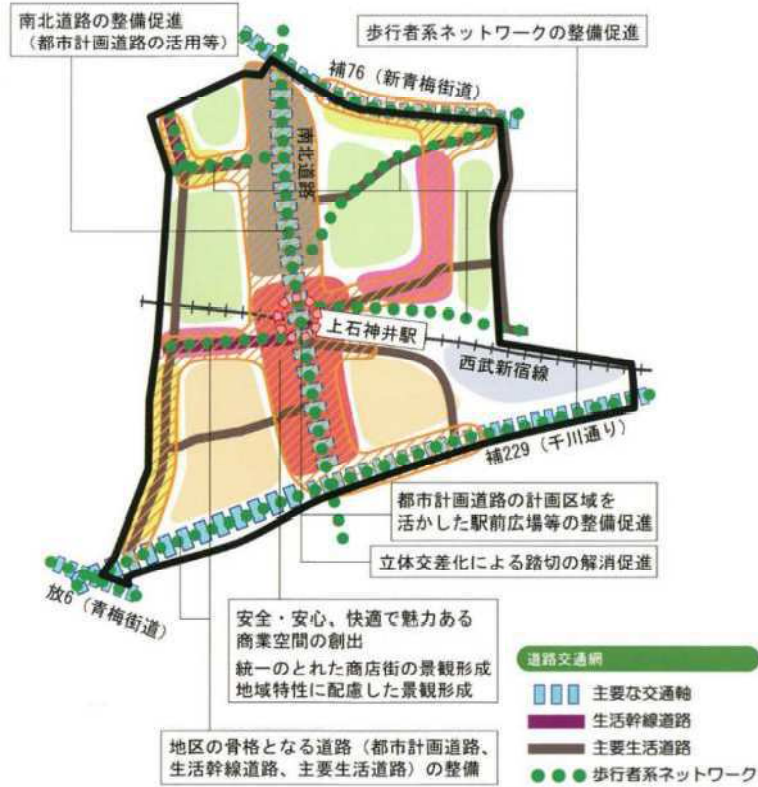 南北道路の整備促進
（都市計画道路の活用等）
歩行者系ネットワークの整備促進
補76（新青梅街道）
南北道路
上石神井駅
西武新宿線
補229（千川通り）
都市計画道路の計画区域を
活かした駅前広場等の整備促進
立体交差化による踏切の解消促進
放6（青梅街道）
安全・安心、快適で魅力ある
商業空間の創出
統一のとれた商店街の景観形成
地域特性に配慮した景観形成
地区の骨格となる道路（都市計画道路、
生活幹線道路、主要生活道路）の整備
道路交通網
主要な交通軸
生活幹線道路
主要生活道路
歩行者系ネットワーク